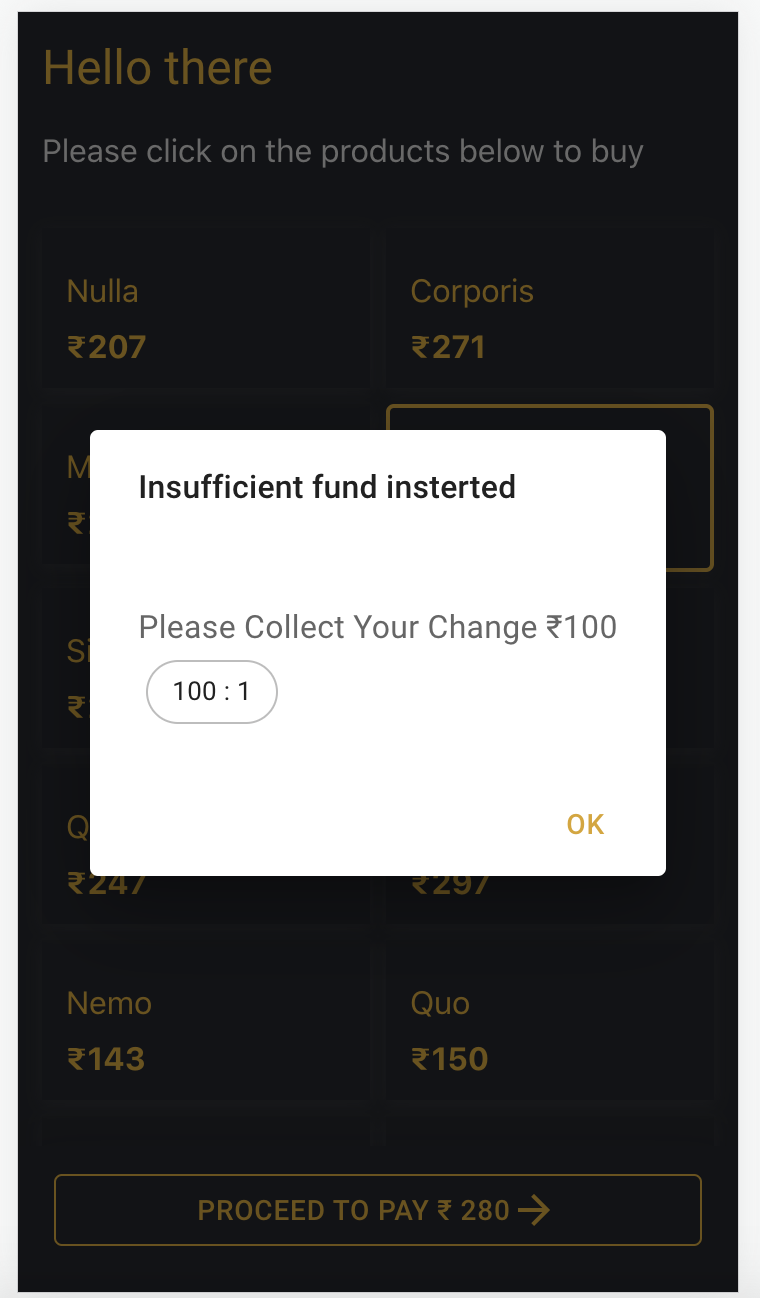 Hello there
Please click on the products below to buy
Nulla
Corporis
₹207
₹271
Insufficient fund insterted
Please Collect Your Change ₹100
100 : 1
OK
₹247
₹297
Nemo
Quo
₹143
₹150
PROCEED TO PAY ₹ 280